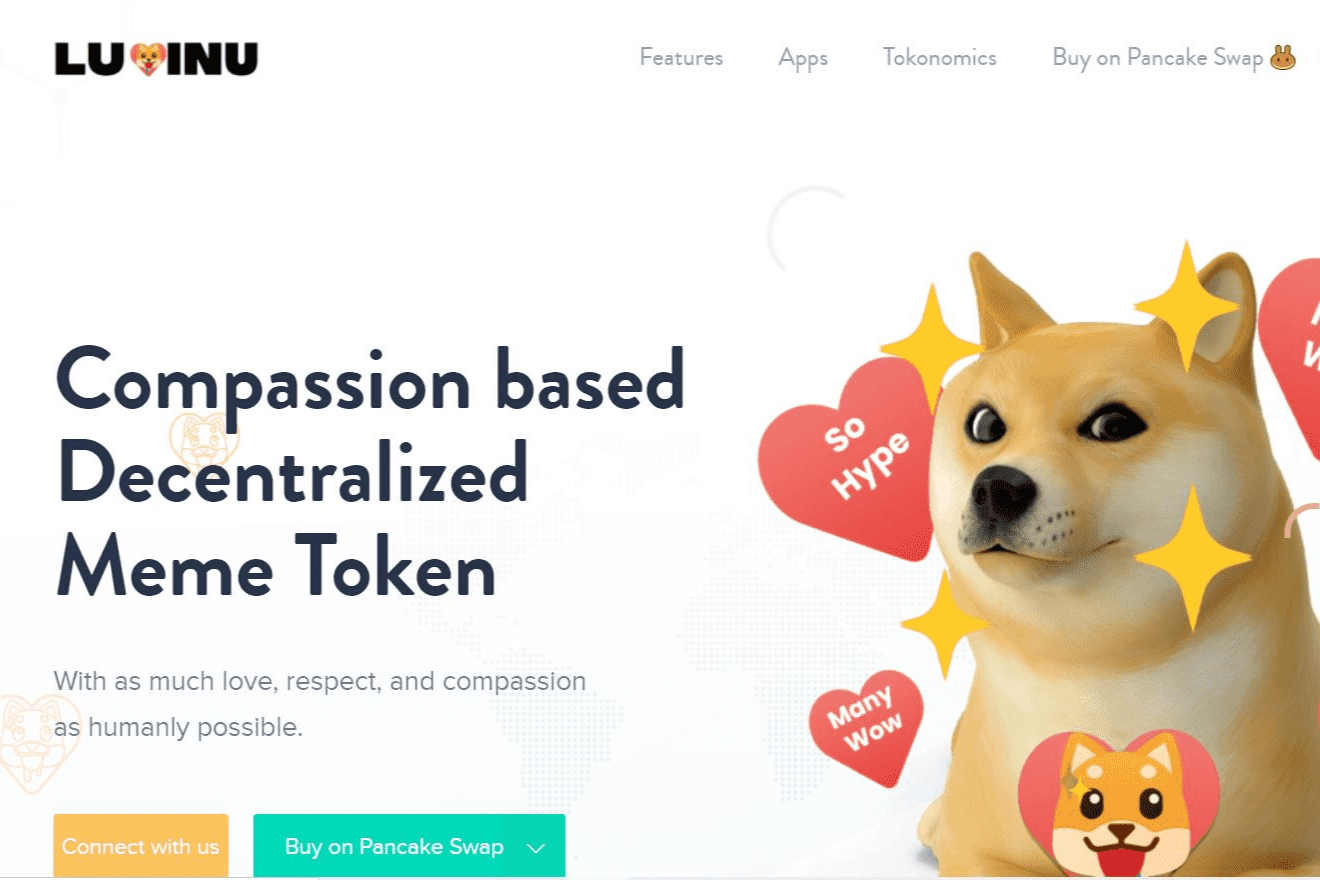 LUVINU
Features
Apps
Tokonomics
Buy on Pancake Swap
Compassion based
Decentralized
Meme Token
With as much love, respect, and compassion
as humanly possible.
Connect with us
Buy on Pancake Swap
So
Hype
Many
Wow